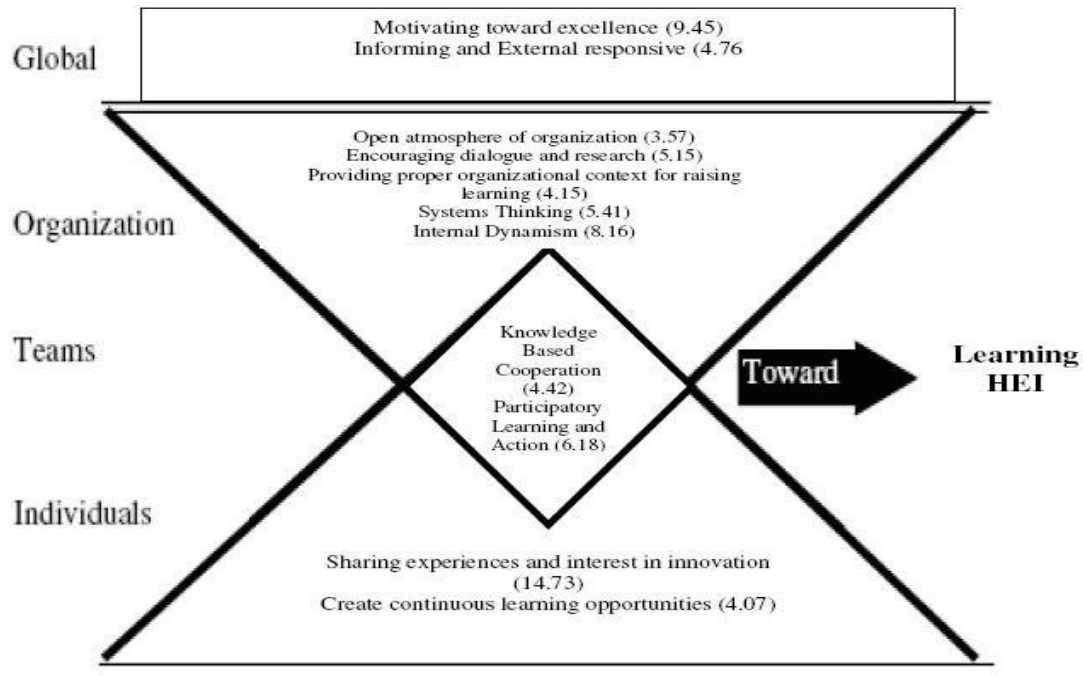 Global
Motivating toward excellence (9.45)
Informing and External responsive (4.76
Organization
Open atmosphere of organization (3.57)
Encouraging dialogue and research (5.15)
Providing proper organizational context for raising
learning (4.15)
Systems Thinking (5.41)
Internal Dynamism (8.16)
Teams
Knowledge
Based
Cooperation
(4.42)
Participatory
Learning and
Action (6.18)
Toward
Learning
HEI
Individuals
Sharing experiences and interest in innovation
(14.73)
Create continuous learning opportunities (4.07)